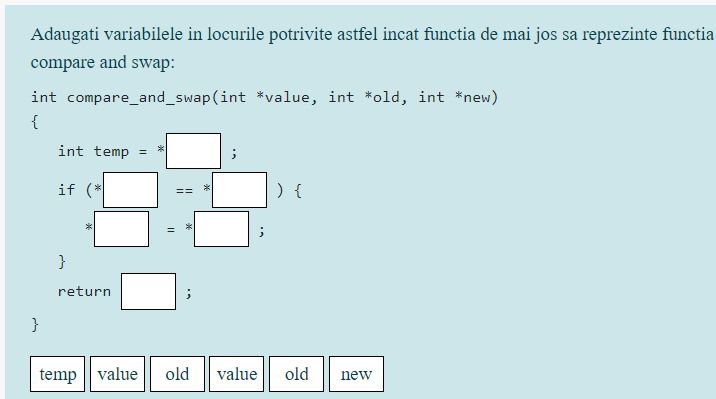 Adaugati variabilele in locurile potrivite astfel incat functia de mai jos sa reprezinte functia
compare and swap:
int compare_and_swap(int *value, int *old, int *new)
{
int temp = * ;
if (* == * ) {
* = * ;
}
return ;
}
temp value old value old new